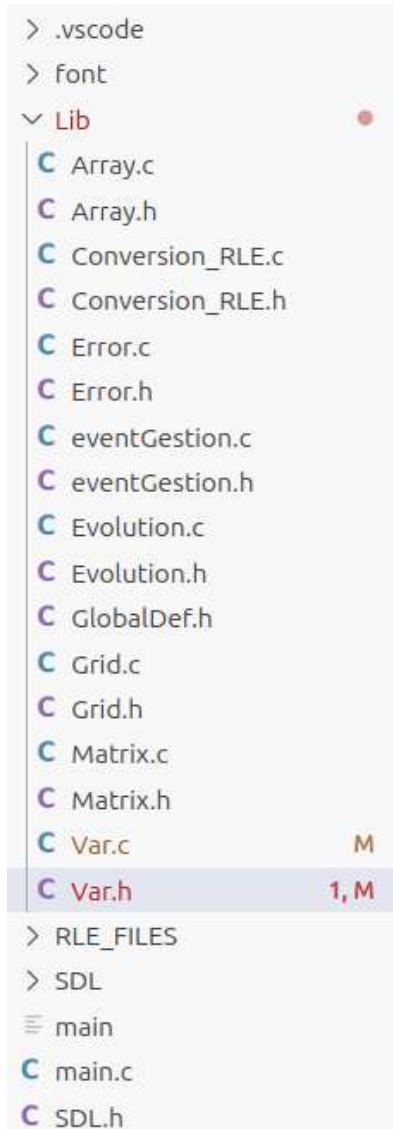 .vscode
font
Lib
C Array.c
C Array.h
C Conversion_RLE.c
C Conversion_RLE.h
C Error.c
C Error.h
C eventGestion.c
C eventGestion.h
C Evolution.c
C Evolution.h
C GlobalDef.h
C Grid.c
C Grid.h
C Matrix.c
C Matrix.h
C Var.c M
C Var.h 1, M
RLE_FILES
SDL
main
C main.c
C SDL.h